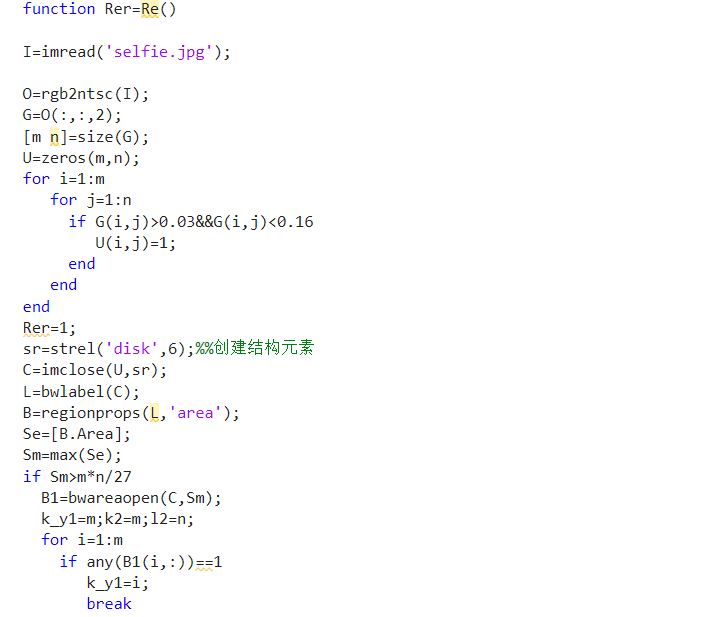 function Rer=Re()
I=imread('selfie.jpg');
O=rgb2ntsc(I);
G=O(:,:,2);
[m n]=size(G);
U=zeros(m,n);
for i=1:m
for j=1:n
if G(i,j)>0.03&&G(i,j)<0.16
U(i,j)=1;
end
end
end
Rer=1;
sr=strel('disk',6);%%创建结构元素
C=imclose(U,sr);
L=bwlabel(C);
B=regionprops(L,'area');
Se=[B.Area];
Sm=max(Se);
if Sm>m*n/27
B1=bwareaopen(C,Sm);
k_y1=m;k2=m;l2=n;
for i=1:m
if any(B1(i,:))==1
k_y1=i;
break